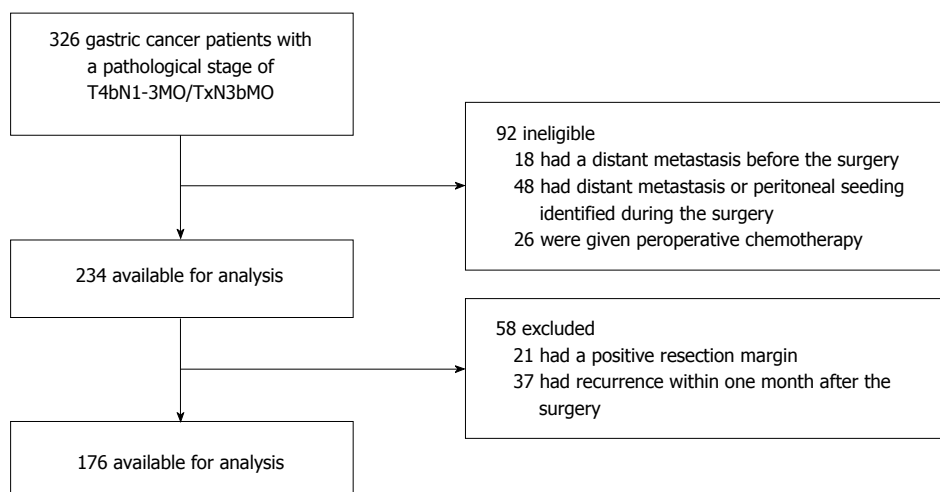 326 gastric cancer patients with
a pathological stage of
T4bN1-3MO/TxN3bMO
92 ineligible
18 had a distant metastasis before the surgery
48 had distant metastasis or peritoneal seeding
identified during the surgery
26 were given peroperative chemotherapy
234 available for analysis
58 excluded
21 had a positive resection margin
37 had recurrence within one month after the
surgery
176 available for analysis